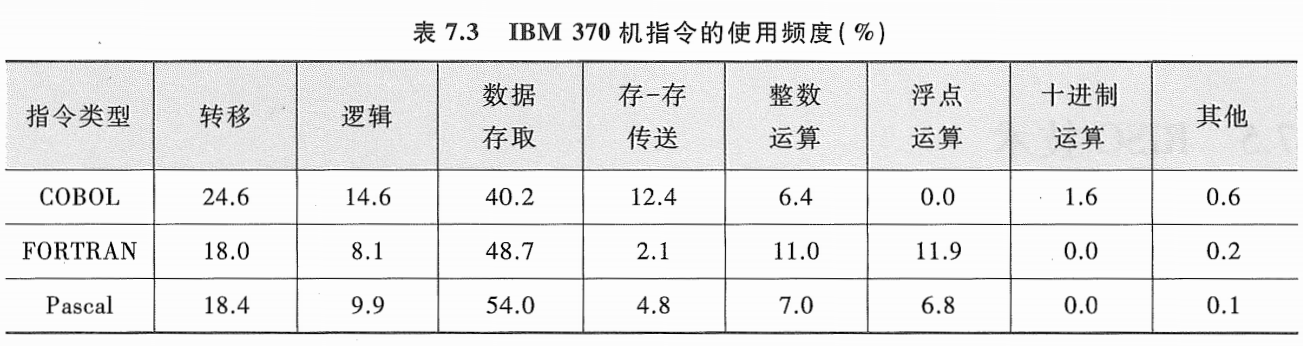 表 7.3 IBM 370 机指令的使用频度(%)
指令类型 转移 逻辑 数据存取 存-存传送 整数运算 浮点运算 十进制运算 其他
COBOL 24.6 14.6 40.2 12.4 6.4 0.0 1.6 0.6
FORTRAN 18.0 8.1 48.7 2.1 11.0 11.9 0.0 0.2
Pascal 18.4 9.9 54.0 4.8 7.0 6.8 0.0 0.1